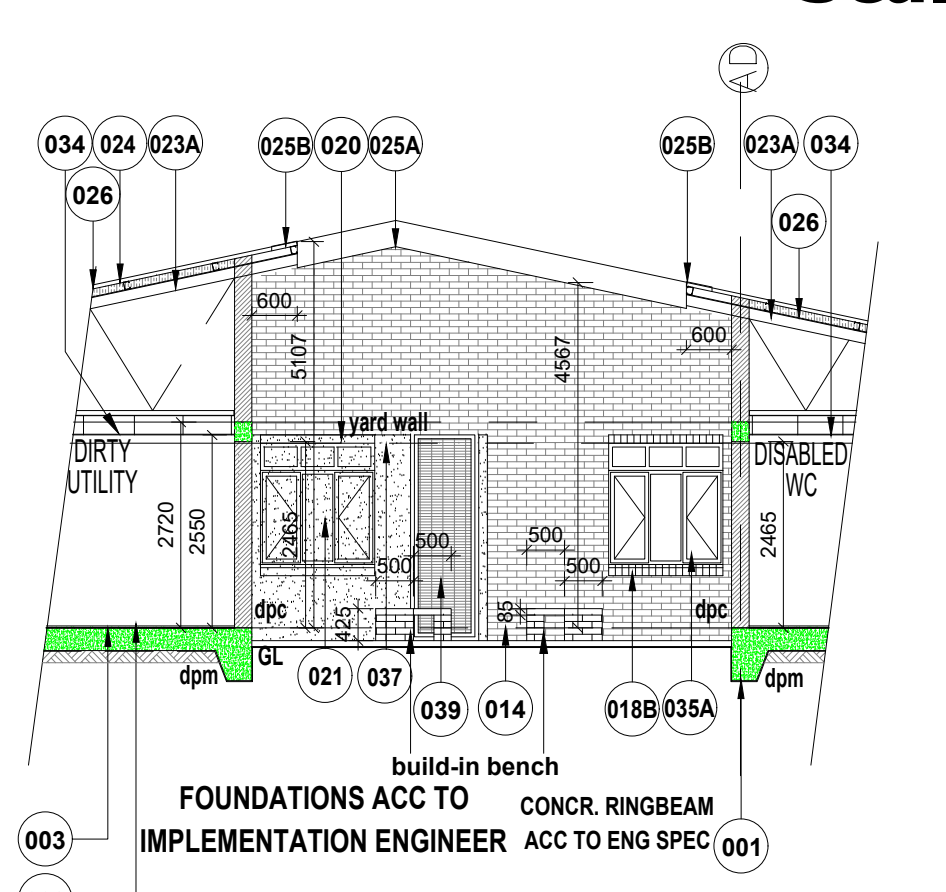 AD
034
024
023A
025B
020
025A
025B
023A
034
026
026
600
5107
4567
600
yard wall
DIRTY
UTILITY
DISABLED
WC
2720
2550
2465
2465
500
500
500
500
425
85
dpc
dpc
GL
dpm
dpm
021
037
039
014
018B
035A
build-in bench
FOUNDATIONS ACC TO
IMPLEMENTATION ENGINEER
CONCR. RINGBEAM
ACC TO ENG SPEC
003
001